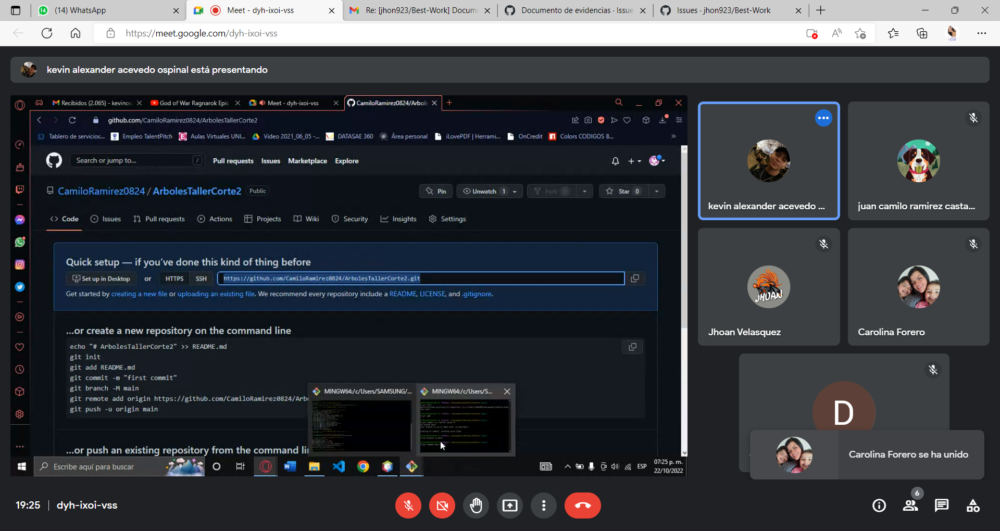 (14) WhatsApp
Meet - dyh-ixoi-vss
Re: [jhon923/Best-Work] Docum
Documento de evidencias · Issue
Issues · jhon923/Best-Work
https://meet.google.com/dyh-ixoi-vss
kevin alexander acevedo ospinal está presentando
Recibidos (2.065) - kevinos
God of War Ragnarok Epic
Meet - dyh-ixoi-vss
CamiloRamirez0824/Arbole
github.com/CamiloRamirez0824/ArbolesTallerCorte2
Tablero de servicios...
Empleo TalentPitch
Aulas Virtuales UNI...
Video 2021_06_05 -...
DATASAE 360
Área personal
iLovePDF | Herrami...
OnCredit
Colors CODIGOS B...
»
Search or jump to...
/
Pull requests
Issues
Marketplace
Explore
CamiloRamirez0824 / ArbolesTallerCorte2
Public
Pin
Unwatch 1
Fork
Star 0
Code
Issues
Pull requests
Actions
Projects
Wiki
Security
Insights
Settings
Quick setup — if you've done this kind of thing before
Set up in Desktop
or
HTTPS
SSH
https://github.com/CamiloRamirez0824/ArbolesTallerCorte2.git
Get started by creating a new file or uploading an existing file. We recommend every repository include a README, LICENSE, and .gitignore.
...or create a new repository on the command line
echo "# ArbolesTallerCorte2" >> README.md
git init
git add README.md
git commit -m "first commit"
git branch -M main
git remote add origin https://github.com/CamiloRamirez0824/Arbo
git push -u origin main
MINGW64:/c/Users/SAMSUNG/...
MINGW64:/c/Users/S...
...or push an existing repository from the command li
Escribe aquí para buscar
ESP
07:25 p. m.
22/10/2022
kevin alexander acevedo ...
juan camilo ramirez casta...
JHOAN
Jhoan Velasquez
Carolina Forero
D
Carolina Forero se ha unido
19:25
dyh-ixoi-vss
6